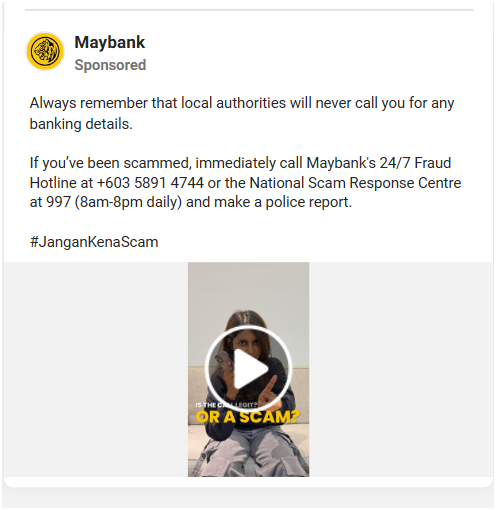 Maybank
Sponsored
Always remember that local authorities will never call you for any
banking details.
If you’ve been scammed, immediately call Maybank's 24/7 Fraud
Hotline at +603 5891 4744 or the National Scam Response Centre
at 997 (8am-8pm daily) and make a police report.
#JanganKenaScam
IS THE CALL LEGIT?
OR A SCAM?